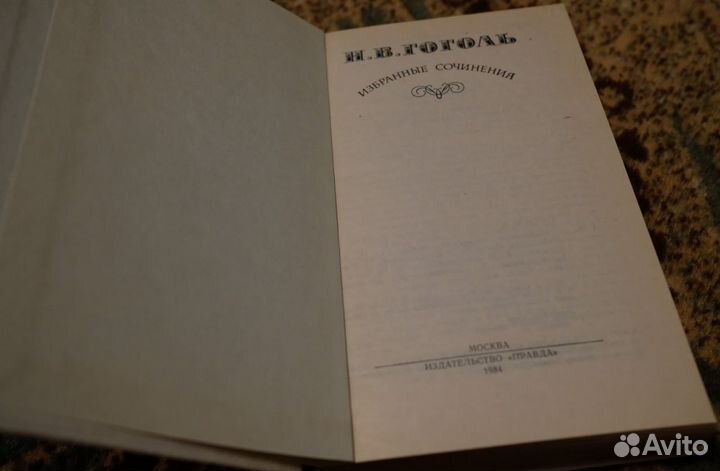 Н.В.ГОГОЛЬ
ИЗБРАННЫЕ СОЧИНЕНИЯ
МОСКВА
ИЗДАТЕЛЬСТВО «ПРАВДА»
1984
Avito